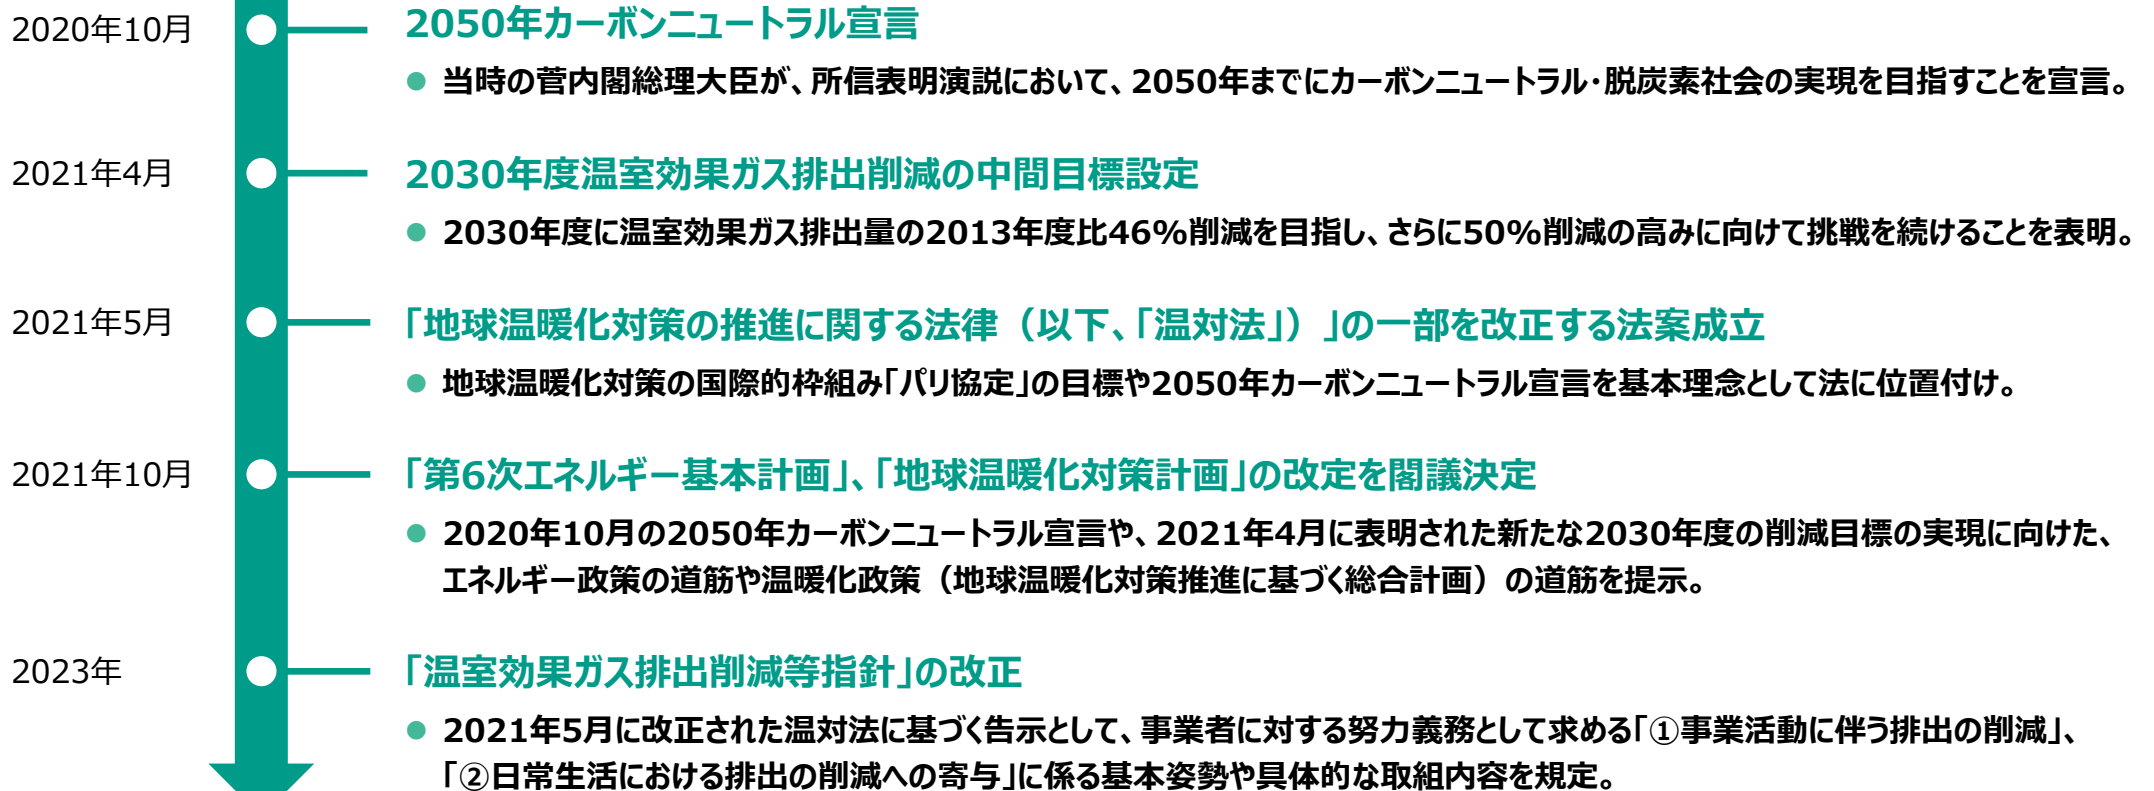 2020年10月
2050年カーボンニュートラル宣言
● 当時の菅内閣総理大臣が、所信表明演説において、2050年までにカーボンニュートラル・脱炭素社会の実現を目指すことを宣言。
2021年4月
2030年度温室効果ガス排出削減の中間目標設定
● 2030年度に温室効果ガス排出量の2013年度比46%削減を目指し、さらに50%削減の高みに向けて挑戦を続けることを表明。
2021年5月
「地球温暖化対策の推進に関する法律（以下、「温対法」）」の一部を改正する法案成立
● 地球温暖化対策の国際的枠組み「パリ協定」の目標や2050年カーボンニュートラル宣言を基本理念として法に位置付け。
2021年10月
「第6次エネルギー基本計画」、「地球温暖化対策計画」の改定を閣議決定
● 2020年10月の2050年カーボンニュートラル宣言や、2021年4月に表明された新たな2030年度の削減目標の実現に向けた、
エネルギー政策の道筋や温暖化政策（地球温暖化対策推進に基づく総合計画）の道筋を提示。
2023年
「温室効果ガス排出削減等指針」の改正
● 2021年5月に改正された温対法に基づく告示として、事業者に対する努力義務として求める「①事業活動に伴う排出の削減」、
「②日常生活における排出の削減への寄与」に係る基本姿勢や具体的な取組内容を規定。